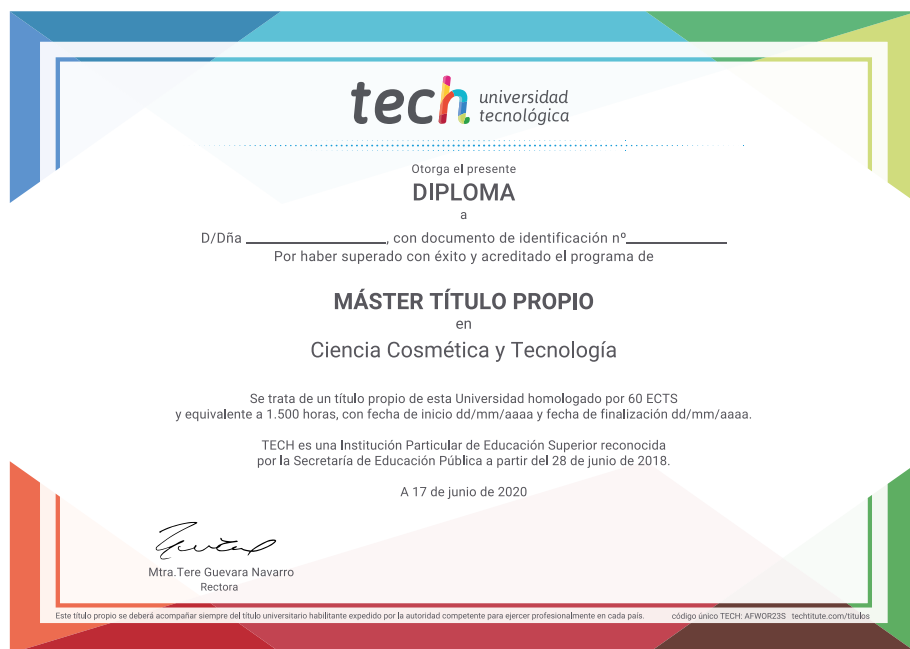 tech universidad
tecnológica
Otorga el presente
DIPLOMA
a
D/Dña ____________________, con documento de identificación nº______________
Por haber superado con éxito y acreditado el programa de
MÁSTER TÍTULO PROPIO
en
Ciencia Cosmética y Tecnología
Se trata de un título propio de esta Universidad homologado por 60 ECTS
y equivalente a 1.500 horas, con fecha de inicio dd/mm/aaaa y fecha de finalización dd/mm/aaaa.
TECH es una Institución Particular de Educación Superior reconocida
por la Secretaría de Educación Pública a partir del 28 de junio de 2018.
A 17 de junio de 2020
Mtra.Tere Guevara Navarro
Rectora
Este título propio se deberá acompañar siempre del título universitario habilitante expedido por la autoridad competente para ejercer profesionalmente en cada país. código único TECH: AFWOR23S techtitute.com/titulos